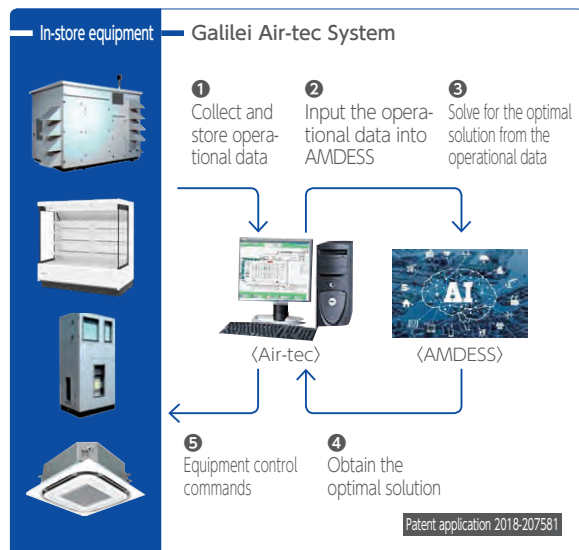 In-store equipment
Galilei Air-tec System
❶
Collect and
store opera-
tional data
❷
Input the opera-
tional data into
AMDESS
❸
Solve for the optimal
solution from the
operational data
AI
〈Air-tec〉
〈AMDESS〉
❺
Equipment control
commands
❹
Obtain the
optimal solution
Patent application 2018-207581